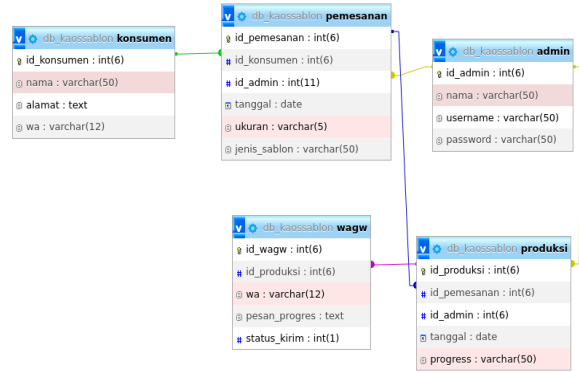 db_kaossablon konsumen
id_konsumen : int(6)
nama : varchar(50)
alamat : text
wa : varchar(12)
db_kaossablon pemesanan
id_pemesanan : int(6)
id_konsumen : int(6)
id_admin : int(11)
tanggal : date
ukuran : varchar(5)
jenis_sablon : varchar(50)
db_kaossablon admin
id_admin : int(6)
nama : varchar(50)
username : varchar(50)
password : varchar(50)
db_kaossablon wagw
id_wagw : int(6)
id_produksi : int(6)
wa : varchar(12)
pesan_progres : text
status_kirim : int(1)
db_kaossablon produksi
id_produksi : int(6)
id_pemesanan : int(6)
id_admin : int(6)
tanggal : date
progress : varchar(50)